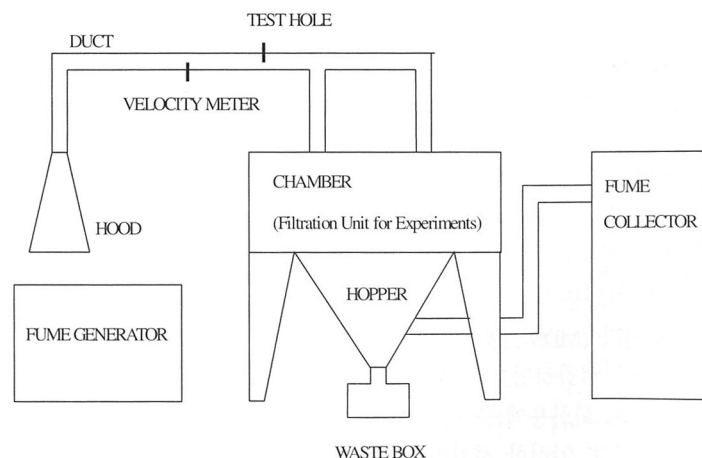 TEST HOLE
DUCT
VELOCITY METER
CHAMBER
(Filtration Unit for Experiments)
FUME
COLLECTOR
HOOD
HOPPER
FUME GENERATOR
WASTE BOX